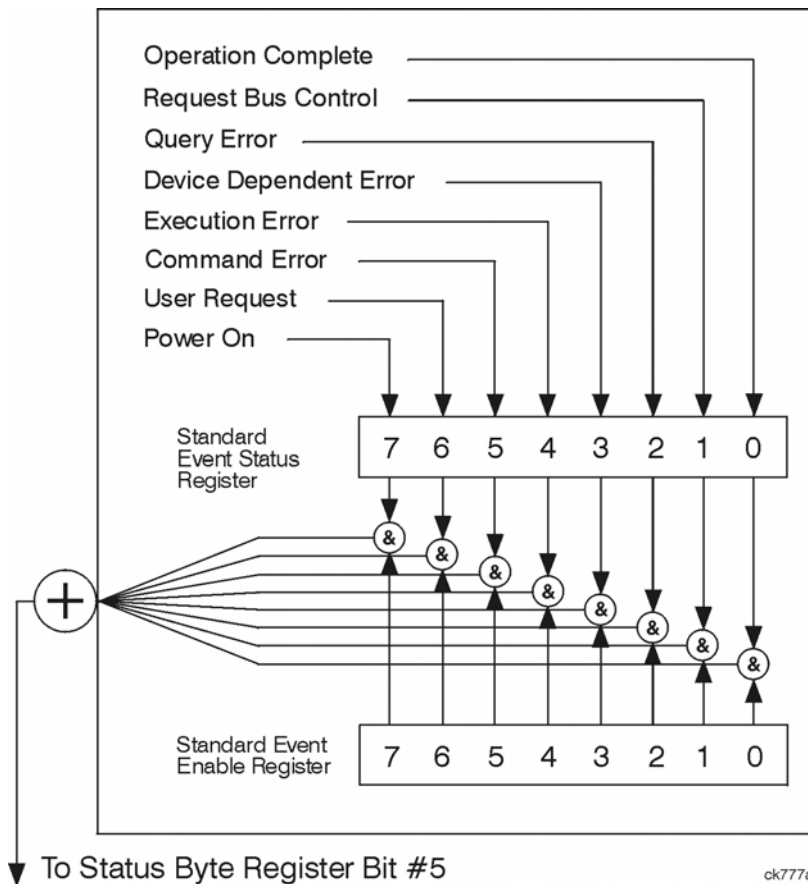 Operation Complete
Request Bus Control
Query Error
Device Dependent Error
Execution Error
Command Error
User Request
Power On
Standard
Event Status
Register
7 6 5 4 3 2 1 0
&
&
&
&
&
&
&
&
+
Standard Event
Enable Register
7 6 5 4 3 2 1 0
To Status Byte Register Bit #5
ck777a